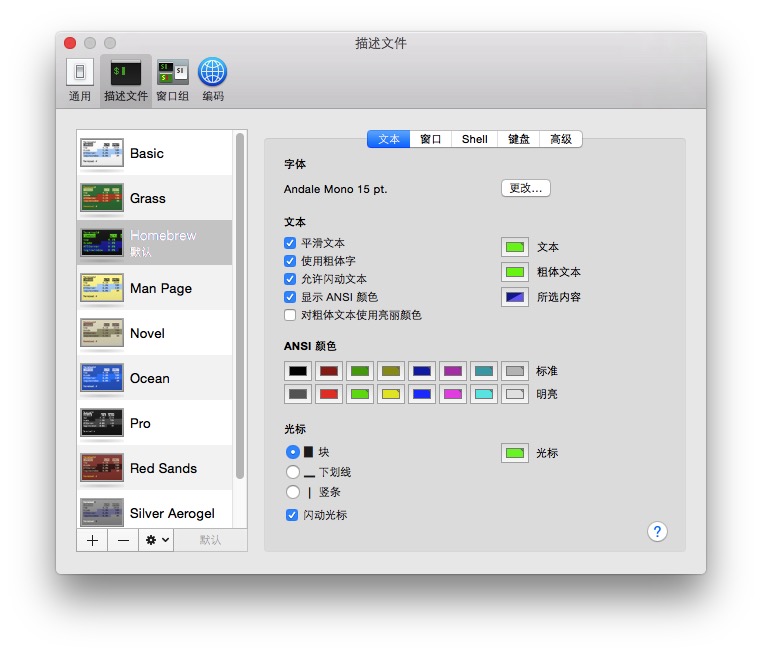 描述文件
通用
描述文件
窗口组
编码
文本 窗口 Shell 键盘 高级
Basic
Grass
Homebrew
默认
Man Page
Novel
Ocean
Pro
Red Sands
Silver Aerogel
默认
字体
Andale Mono 15 pt.
更改...
文本
平滑文本
使用粗体字
允许闪动文本
显示 ANSI 颜色
对粗体文本使用亮丽颜色
文本
粗体文本
所选内容
ANSI 颜色
标准
明亮
光标
块
下划线
竖条
闪动光标
光标
?